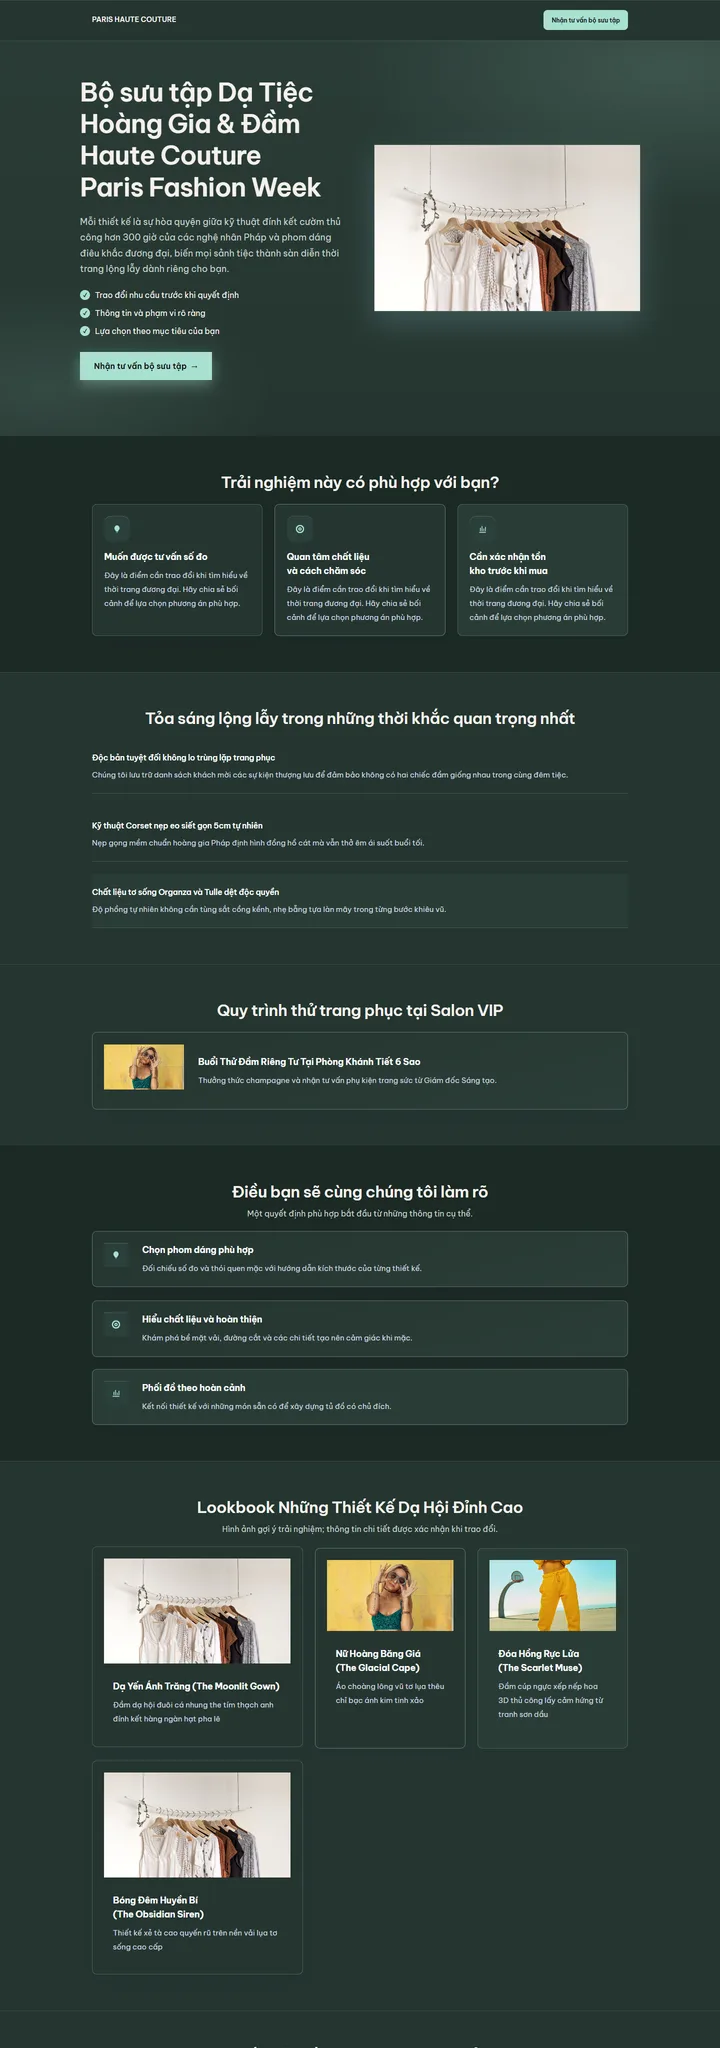 PARIS HAUTE COUTURE
Nhận tư vấn bộ sưu tập
Bộ sưu tập Dạ Tiệc
Hoàng Gia & Đầm
Haute Couture
Paris Fashion Week
Mỗi thiết kế là sự hòa quyện giữa kỹ thuật đính kết cườm thủ
công hơn 300 giờ của các nghệ nhân Pháp và phom dáng
điêu khắc đương đại, biến mọi sảnh tiệc thành sàn diễn thời
trang lộng lẫy dành riêng cho bạn.
Trao đổi nhu cầu trước khi quyết định
Thông tin và phạm vi rõ ràng
Lựa chọn theo mục tiêu của bạn
Nhận tư vấn bộ sưu tập →
Trải nghiệm này có phù hợp với bạn?
Muốn được tư vấn số đo
Đây là điểm cần trao đổi khi tìm hiểu về
thời trang đương đại. Hãy chia sẻ bối
cảnh để lựa chọn phương án phù hợp.
Quan tâm chất liệu
và cách chăm sóc
Đây là điểm cần trao đổi khi tìm hiểu về
thời trang đương đại. Hãy chia sẻ bối
cảnh để lựa chọn phương án phù hợp.
Cần xác nhận tồn
kho trước khi mua
Đây là điểm cần trao đổi khi tìm hiểu về
thời trang đương đại. Hãy chia sẻ bối
cảnh để lựa chọn phương án phù hợp.
Tỏa sáng lộng lẫy trong những thời khắc quan trọng nhất
Độc bản tuyệt đối không lo trùng lặp trang phục
Chúng tôi lưu trữ danh sách khách mời các sự kiện thượng lưu để đảm bảo không có hai chiếc đầm giống nhau trong cùng đêm tiệc.
Kỹ thuật Corset nẹp eo siết gọn 5cm tự nhiên
Nẹp gọng mềm chuẩn hoàng gia Pháp định hình đồng hồ cát mà vẫn thở êm ái suốt buổi tối.
Chất liệu tơ sống Organza và Tulle dệt độc quyền
Độ phồng tự nhiên không cần tùng sắt cồng kềnh, nhẹ bẫng tựa làn mây trong từng bước khiêu vũ.
Quy trình thử trang phục tại Salon VIP
Buổi Thử Đầm Riêng Tư Tại Phòng Khánh Tiết 6 Sao
Thưởng thức champagne và nhận tư vấn phụ kiện trang sức từ Giám đốc Sáng tạo.
Điều bạn sẽ cùng chúng tôi làm rõ
Một quyết định phù hợp bắt đầu từ những thông tin cụ thể.
Chọn phom dáng phù hợp
Đối chiếu số đo và thói quen mặc với hướng dẫn kích thước của từng thiết kế.
Hiểu chất liệu và hoàn thiện
Khám phá bề mặt vải, đường cắt và các chi tiết tạo nên cảm giác khi mặc.
Phối đồ theo hoàn cảnh
Kết nối thiết kế với những món sẵn có để xây dựng tủ đồ có chủ đích.
Lookbook Những Thiết Kế Dạ Hội Đỉnh Cao
Hình ảnh gợi ý trải nghiệm; thông tin chi tiết được xác nhận khi trao đổi.
Dạ Yến Ánh Trăng (The Moonlit Gown)
Đầm dạ hội đuôi cá nhung the tím thạch anh
đính kết hàng ngàn hạt pha lê
Nữ Hoàng Băng Giá
(The Glacial Cape)
Áo choàng lông vũ tơ lụa thêu
chỉ bạc ánh kim tinh xảo
Đóa Hồng Rực Lửa
(The Scarlet Muse)
Đầm cúp ngực xếp nếp hoa
3D thủ công lấy cảm hứng từ
tranh sơn dầu
Bóng Đêm Huyền Bí
(The Obsidian Siren)
Thiết kế xẻ tà cao quyến rũ trên nền vải lụa tơ
sống cao cấp